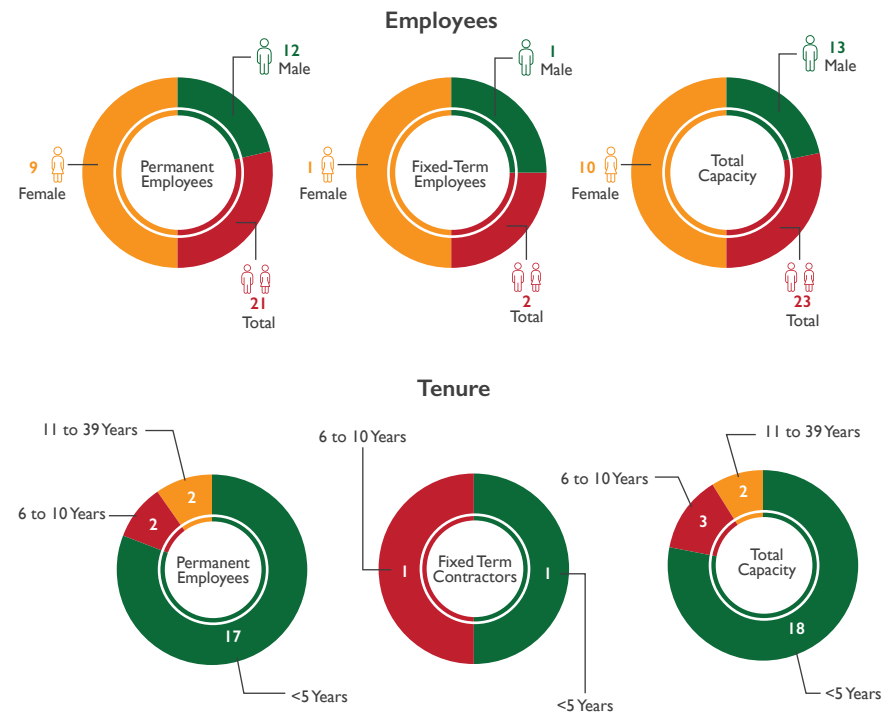 Employees
12
Male
9
Female
Permanent
Employees
21
Total
1
Male
1
Female
Fixed-Term
Employees
2
Total
13
Male
10
Female
Total
Capacity
23
Total
Tenure
11 to 39 Years
6 to 10 Years
2
2
Permanent
Employees
17
<5 Years
6 to 10 Years
1
Fixed Term
Contractors
1
<5 Years
11 to 39 Years
6 to 10 Years
2
3
Total
Capacity
18
<5 Years